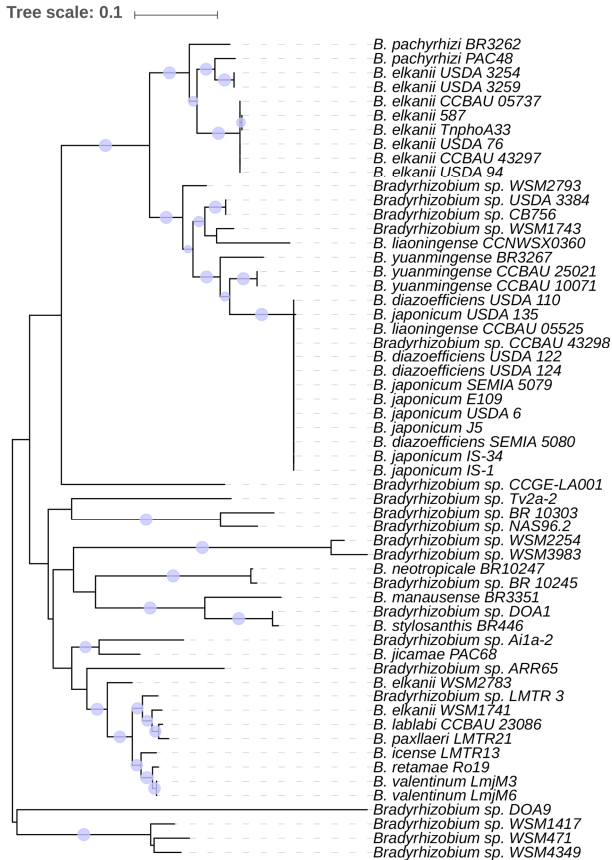 Tree scale: 0.1
B. pachyrhizi BR3262
B. pachyrhizi PAC48
B. elkanii USDA 3254
B. elkanii USDA 3259
B. elkanii CCBAU 05737
B. elkanii 587
B. elkanii TnphoA33
B. elkanii USDA 76
B. elkanii CCBAU 43297
B. elkanii USDA 94
Bradyrhizobium sp. WSM2793
Bradyrhizobium sp. USDA 3384
Bradyrhizobium sp. CB756
Bradyrhizobium sp. WSM1743
B. liaoningense CCNWSX0360
B. yuanmingense BR3267
B. yuanmingense CCBAU 25021
B. yuanmingense CCBAU 10071
B. diazoefficiens USDA 110
B. japonicum USDA 135
B. liaoningense CCBAU 05525
Bradyrhizobium sp. CCBAU 43298
B. diazoefficiens USDA 122
B. diazoefficiens USDA 124
B. japonicum SEMIA 5079
B. japonicum E109
B. japonicum USDA 6
B. japonicum J5
B. diazoefficiens SEMIA 5080
B. japonicum IS-34
B. japonicum IS-1
Bradyrhizobium sp. CCGE-LA001
Bradyrhizobium sp. Tv2a-2
Bradyrhizobium sp. BR 10303
Bradyrhizobium sp. NAS96.2
Bradyrhizobium sp. WSM2254
Bradyrhizobium sp. WSM3983
B. neotropicale BR10247
Bradyrhizobium sp. BR 10245
B. manausense BR3351
Bradyrhizobium sp. DOA1
B. stylosanthis BR446
Bradyrhizobium sp. Ai1a-2
B. jicamae PAC68
Bradyrhizobium sp. ARR65
B. elkanii WSM2783
Bradyrhizobium sp. LMTR 3
B. elkanii WSM1741
B. lablabi CCBAU 23086
B. paxllaeri LMTR21
B. icense LMTR13
B. retamae Ro19
B. valentinum LmjM3
B. valentinum LmjM6
Bradyrhizobium sp. DOA9
Bradyrhizobium sp. WSM1417
Bradyrhizobium sp. WSM471
Bradyrhizobium sp. WSM4349